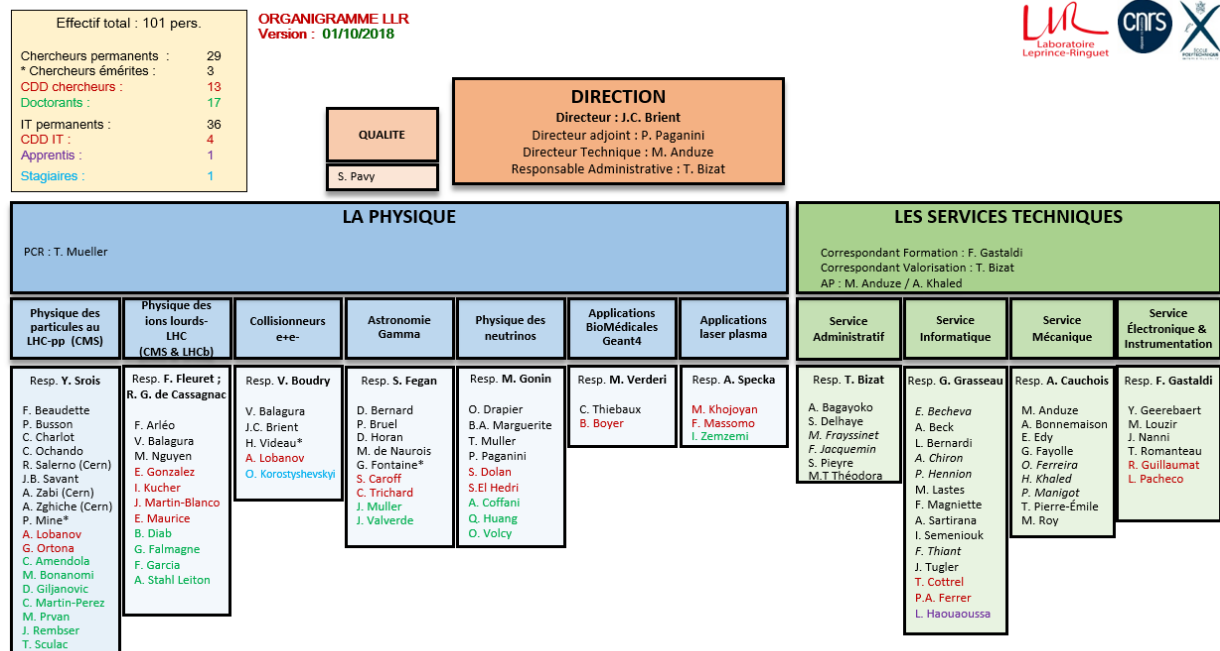 Effectif total : 101 pers.
Chercheurs permanents : 29
* Chercheurs émérites : 3
CDD chercheurs : 13
Doctorants : 17
IT permanents : 36
CDD IT : 4
Apprentis : 1
Stagiaires : 1
ORGANIGRAMME LLR
Version : 01/10/2018
LLR
Laboratoire
Leprince-Ringuet
cnrs
X
ÉCOLE
POLYTECHNIQUE
QUALITE
S. Pavy
DIRECTION
Directeur : J.C. Brient
Directeur adjoint : P. Paganini
Directeur Technique : M. Anduze
Responsable Administrative : T. Bizat
LA PHYSIQUE
PCR : T. Mueller
LES SERVICES TECHNIQUES
Correspondant Formation : F. Gastaldi
Correspondant Valorisation : T. Bizat
AP : M. Anduze / A. Khaled
Physique des
particules au
LHC-pp (CMS)
Resp. Y. Srois
F. Beaudette
P. Busson
C. Charlot
C. Ochando
R. Salerno (Cern)
J.B. Savant
A. Zabi (Cern)
A. Zghiche (Cern)
P. Mine*
A. Lobanov
G. Ortona
C. Amendola
M. Bonanomi
D. Giljanovic
C. Martin-Perez
M. Prvan
J. Rembser
T. Sculac
Physique des
ions lourds-
LHC
(CMS & LHCb)
Resp. F. Fleuret ;
R. G. de Cassagnac
F. Arléo
V. Balagura
M. Nguyen
E. Gonzalez
I. Kucher
J. Martin-Blanco
E. Maurice
B. Diab
G. Falmagne
F. Garcia
A. Stahl Leiton
Collisionneurs
e+e-
Resp. V. Boudry
V. Balagura
J.C. Brient
H. Videau*
A. Lobanov
O. Korostyshevskyi
Astronomie
Gamma
Resp. S. Fegan
D. Bernard
P. Bruel
D. Horan
M. de Naurois
G. Fontaine*
S. Caroff
C. Trichard
J. Muller
J. Valverde
Physique des
neutrinos
Resp. M. Gonin
O. Drapier
B.A. Marguerite
T. Muller
P. Paganini
S. Dolan
S.El Hedri
A. Coffani
Q. Huang
O. Volcy
Applications
BioMédicales
Geant4
Resp. M. Verderi
C. Thiebaux
B. Boyer
Applications
laser plasma
Resp. A. Specka
M. Khojoyan
F. Massomo
I. Zemzemi
Service
Administratif
Resp. T. Bizat
A. Bagayoko
S. Delhaye
M. Frayssinet
F. Jacquemin
S. Pieyre
M.T Théodora
Service
Informatique
Resp. G. Grasseau
E. Becheva
A. Beck
L. Bernardi
A. Chiron
P. Hennion
M. Lastes
F. Magniette
A. Sartirana
I. Semeniouk
F. Thiant
J. Tugler
T. Cottrel
P.A. Ferrer
L. Haouaoussa
Service
Mécanique
Resp. A. Cauchois
M. Anduze
A. Bonnemaison
E. Edy
G. Fayolle
O. Ferreira
H. Khaled
P. Manigot
T. Pierre-Émile
M. Roy
Service
Électronique &
Instrumentation
Resp. F. Gastaldi
Y. Geerebaert
M. Louzir
J. Nanni
T. Romanteau
R. Guillaumat
L. Pacheco